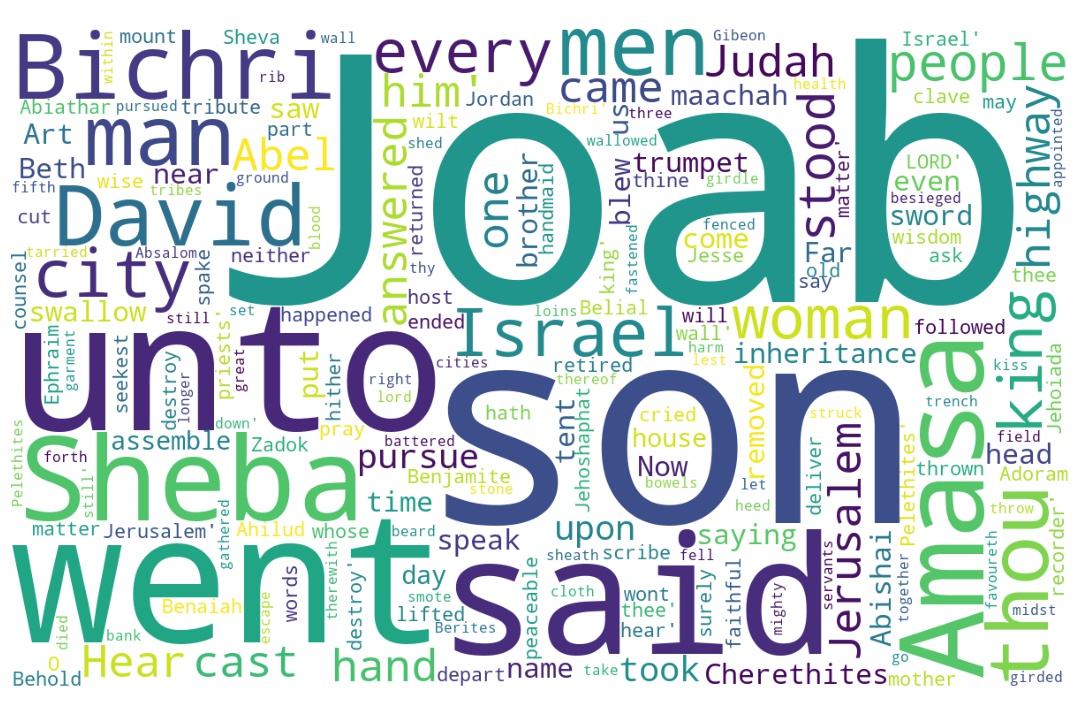 Joab
son
unto
said
went
Sheba
David
Bichri
man
men
every
Judah
people
city
Israel
Amasa
thou
king
woman
highway
stood
answered
him'
came
Abel
Jerusalem
hand
cast
Hear
took
Cherethites
mount
Sheva
wall
within
rib
Gibeon
Israel'
Abiathar
pursued
tribute
saw
Jordan
Bichri'
three
maachah
health
clave
may
appointed
Art
part
wilt
shed
wallowed
us
blew
trumpet
thine
girdle
matter'
LORD'
even
besieged
sword
wisdom
ask
Beth
near
wise
tribes
ground
fifth
cut
blood
returned
one
brother
handmaid
fenced
come
Jesse
Far
old
say
thee
tarried
Absalom
neither
counsel
spake
thy
king'
fastened
swallow
still
set
happened
host
ended
loins
Belial
will
wall'
harm
lest
followed
inheritance
retired
thereof
kiss
Jehoiada
Ephraim
garment
seekest
destroy
longer
priests'
great
put
hither
right
lord
cities
hath
tent
cried
house
Now
bowels
removed
struck
trench
field
head
Adoram
thrown
throw
down'
pray
battered
pursue
Benjamite
stone
Jehoshaphat
let
heed
deliver
Pelethites'
recorder'
Pelethites
forth
still'
assemble
Zadok
time
matter
Jerusalem'
gathered
Ahilud
whose
beard
speak
upon
saying
sheath
scribe
fell
servants
Abishai
together
favoureth
midst
words
therewith
destroy'
day
smote
lifted
Berites
peaceable
cloth
wont
thee'
hear'
surely
faithful
mighty
Benaiah
escape
died
bank
O
Behold
depart
name
take
go
mother
girded